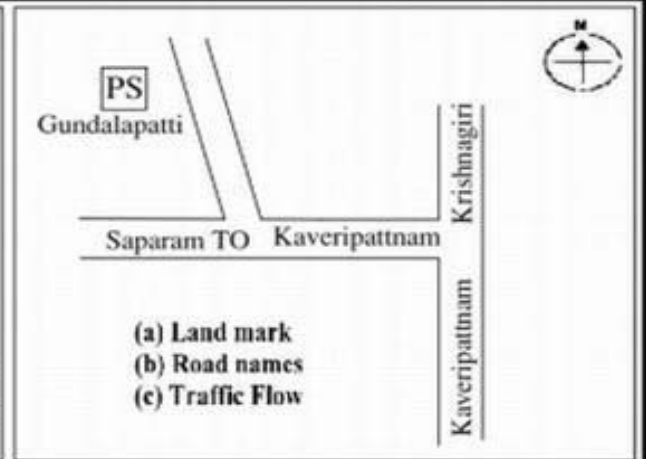 N
PS
Gundalapatti
Krishnagiri
Saparam TO Kaveripattnam
Kaveripattnam
(a) Land mark
(b) Road names
(c) Traffic Flow